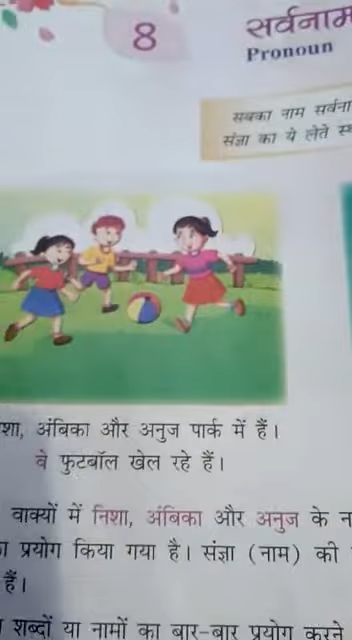 8
सर्वनाम
Pronoun
सबका नाम सर्वना
संज्ञा का ये लेते स्
शा, अंबिका और अनुज पार्क में हैं।
वे फुटबॉल खेल रहे हैं।
वाक्यों में निशा, अंबिका और अनुज के न
ा प्रयोग किया गया है। संज्ञा (नाम) की
हैं।
शब्दों या नामों का बार-बार प्रयोग करने